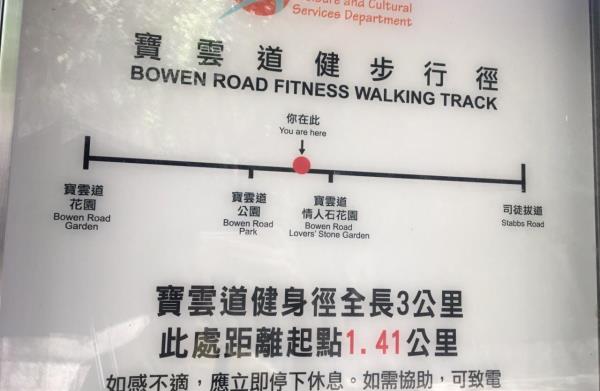 Leisure and Cultural
Services Department
寶雲道健步行徑
BOWEN ROAD FITNESS WALKING TRACK
你在此
You are here
寶雲道
花園
Bowen Road
Garden
寶雲道
公園
Bowen Road
Park
寶雲道
情人石花園
Bowen Road
Lovers' Stone Garden
司徒拔道
Stabbs Road
寶雲道健身徑全長3公里
此處距離起點1.41公里
如感不適，應立即停下休息。如需協助，可致電